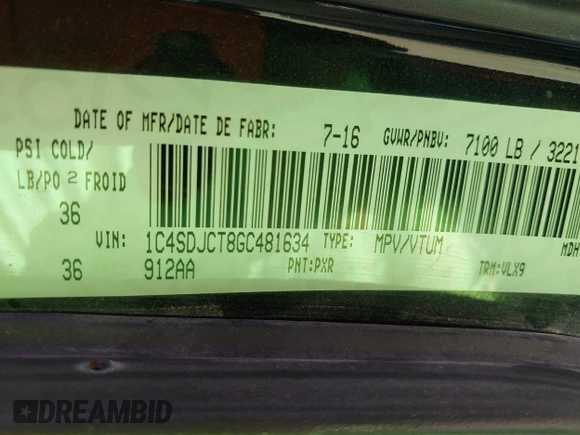 DATE OF MFR/DATE DE FABR: 7-16 GVWR/PNBV: 7100 LB / 3221
PSI COLD/
LB/PO 2 FROID
36
VIN: 1C4SDJCT8GC481634 TYPE: MPV/VTUM MDH
36 912AA PNT:PXR TRM:VLX9
DREAMBID